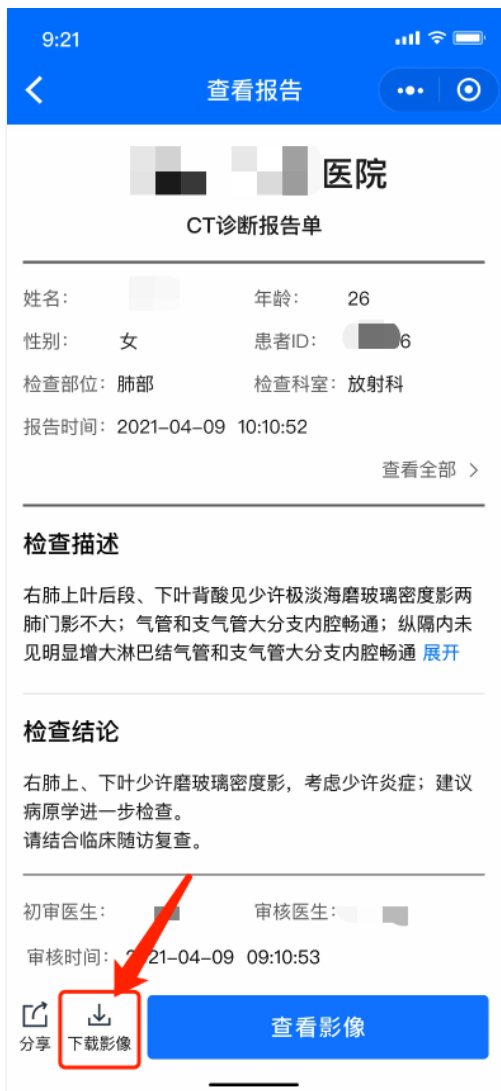 9:21
查看报告
医院
CT诊断报告单
姓名：
年龄： 26
性别： 女
患者ID： 6
检查部位：肺部
检查科室：放射科
报告时间：2021-04-09 10:10:52
查看全部
检查描述
右肺上叶后段、下叶背酸见少许极淡海磨玻璃密度影两
肺门影不大；气管和支气管大分支内腔畅通；纵隔内未
见明显增大淋巴结气管和支气管大分支内腔畅通 展开
检查结论
右肺上、下叶少许磨玻璃密度影，考虑少许炎症；建议
病原学进一步检查。
请结合临床随访复查。
初审医生：
审核医生：
审核时间： 21-04-09 09:10:53
分享
下载影像
查看影像